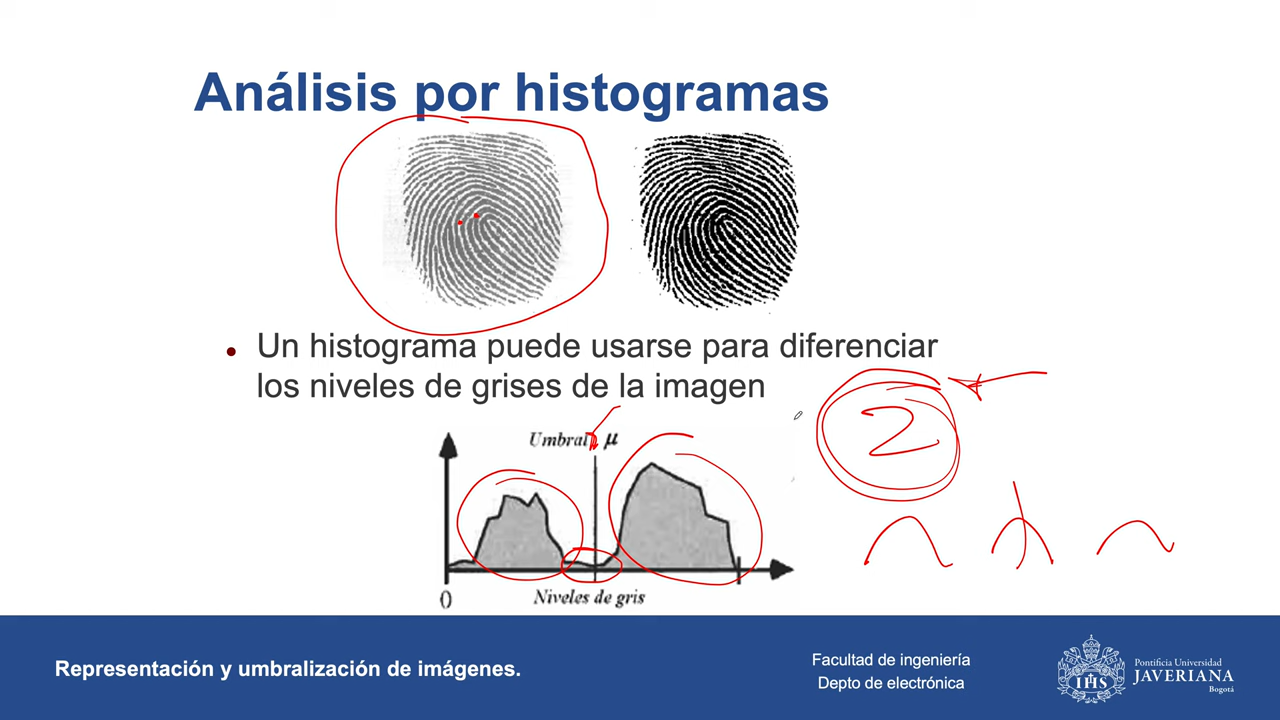 Análisis por histogramas
Un histograma puede usarse para diferenciar
los niveles de grises de la imagen
2
Umbral μ
0
Niveles de gris
Representación y umbralización de imágenes.
Facultad de ingeniería
Depto de electrónica
IHS
Pontificia Universidad
JAVERIANA
Bogotá